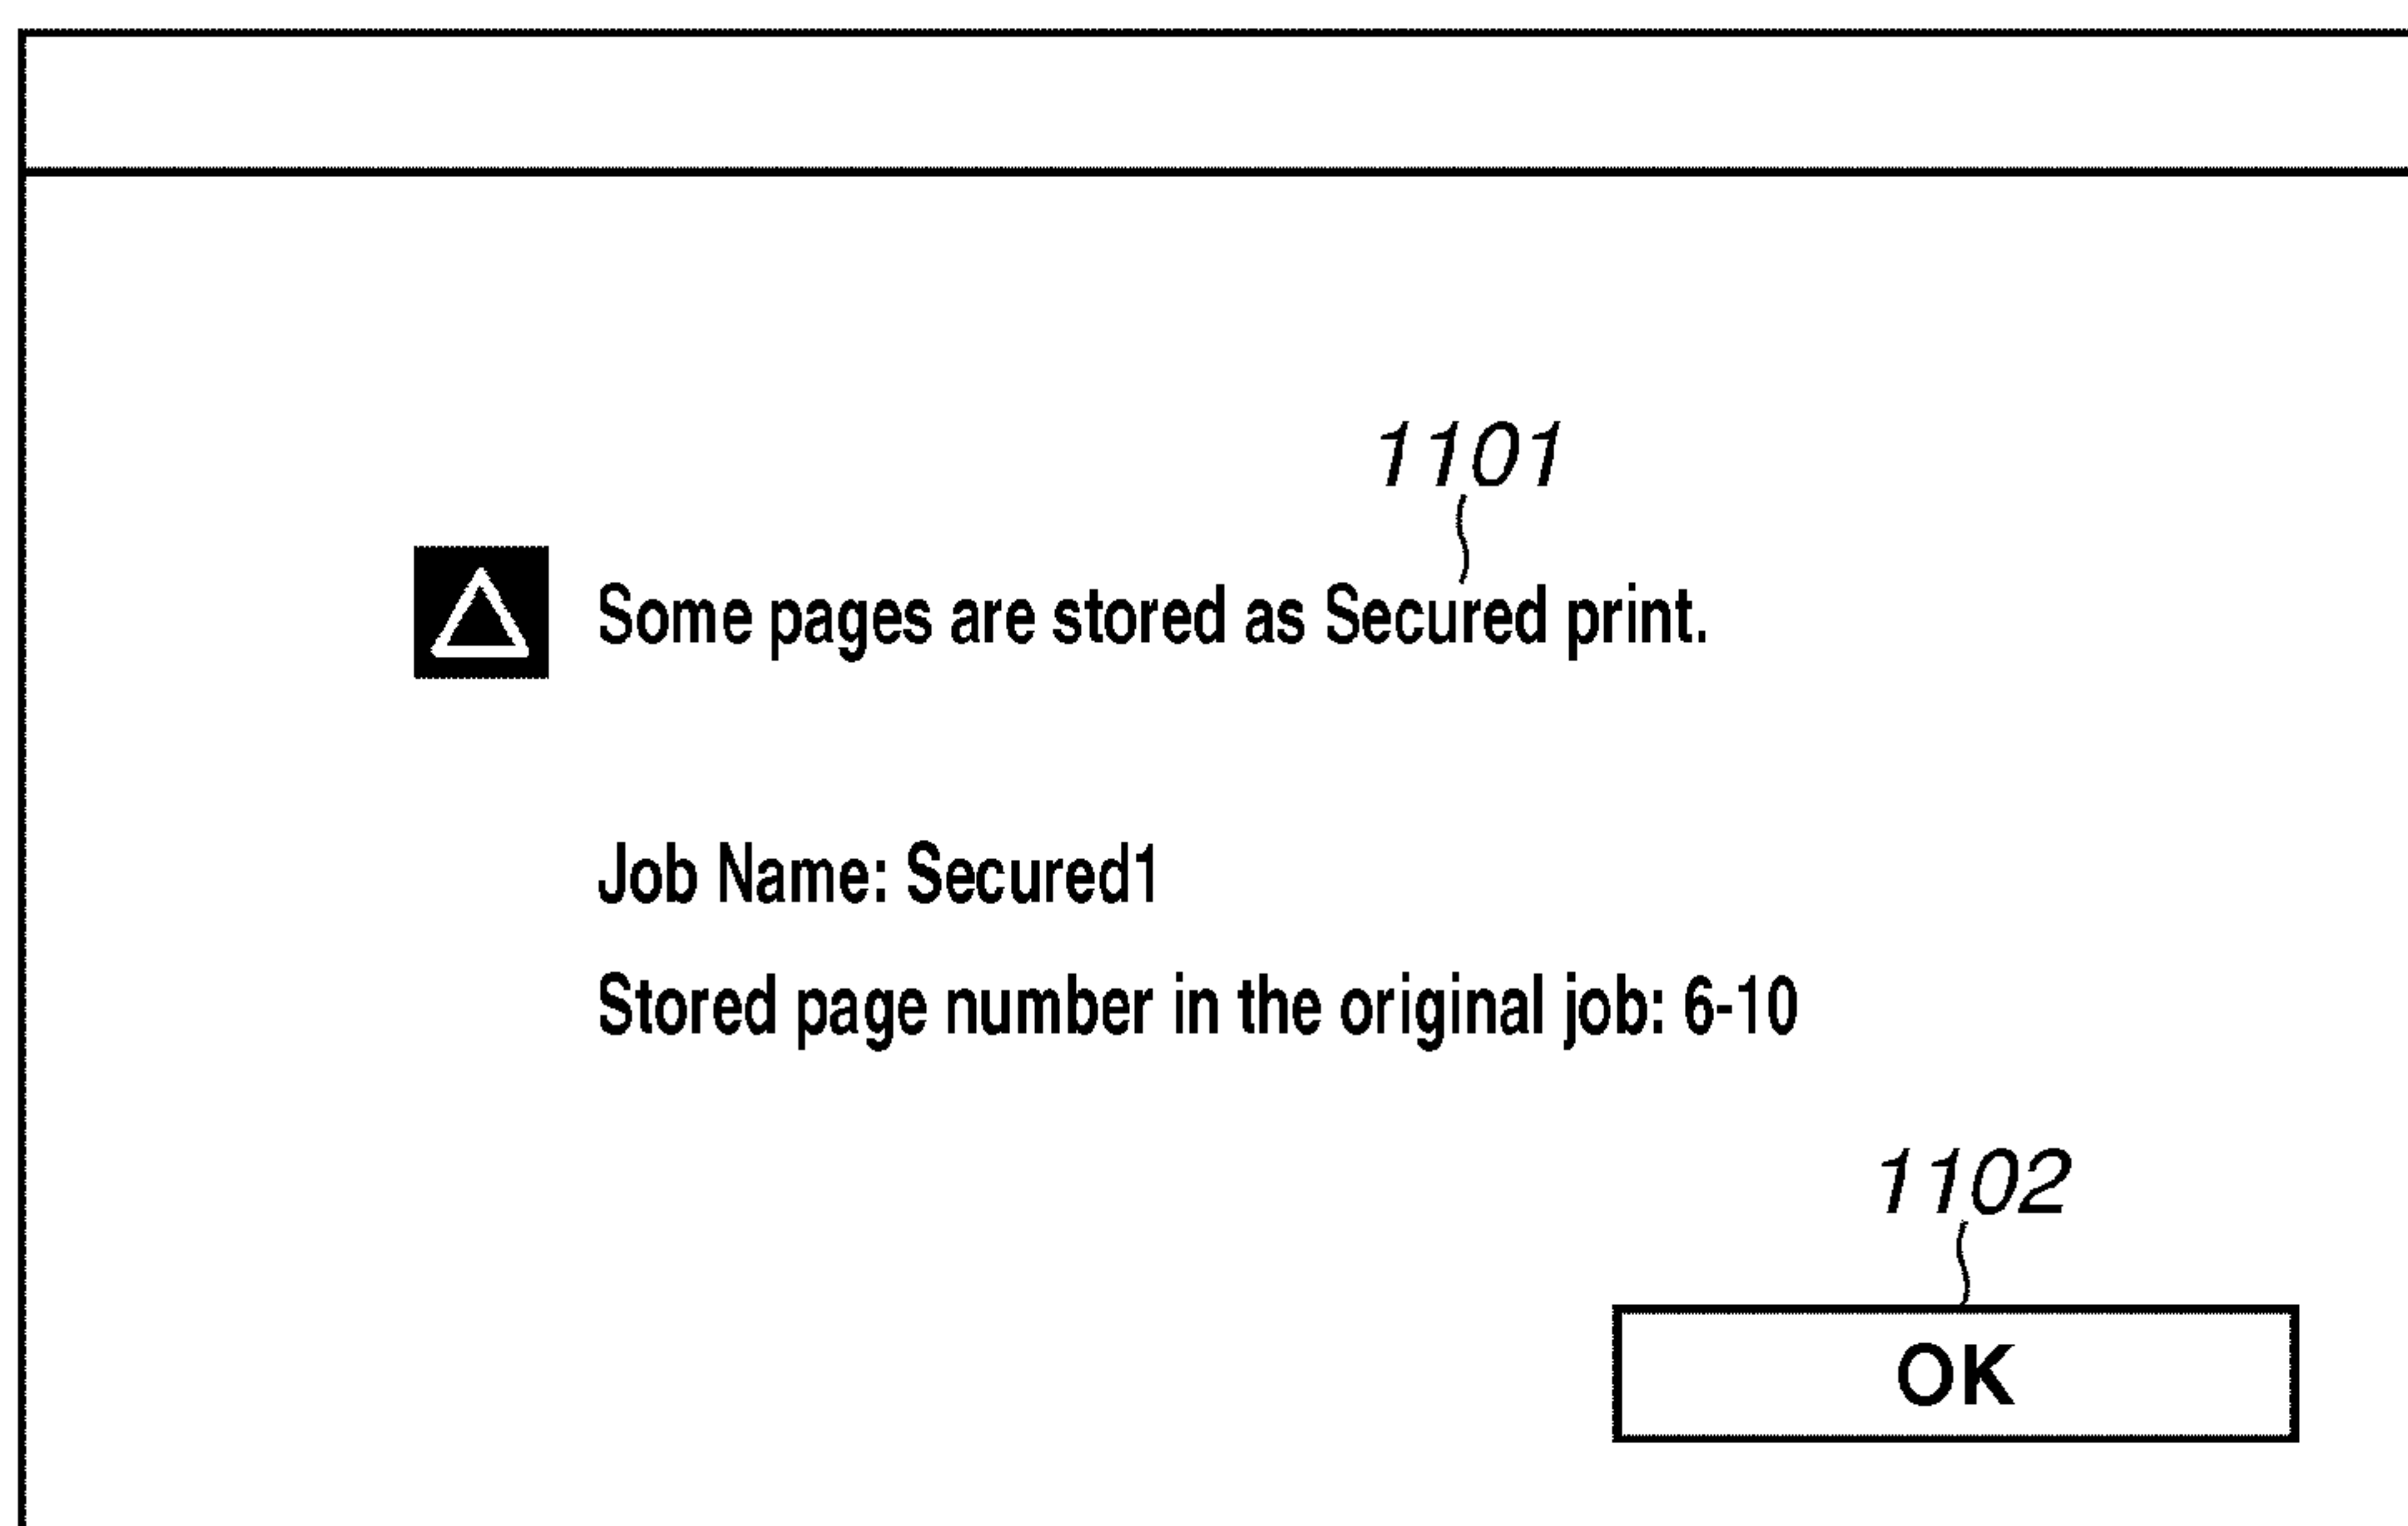 1101
Some pages are stored as Secured print.
Job Name: Secured1
Stored page number in the original job: 6-10
1102
OK